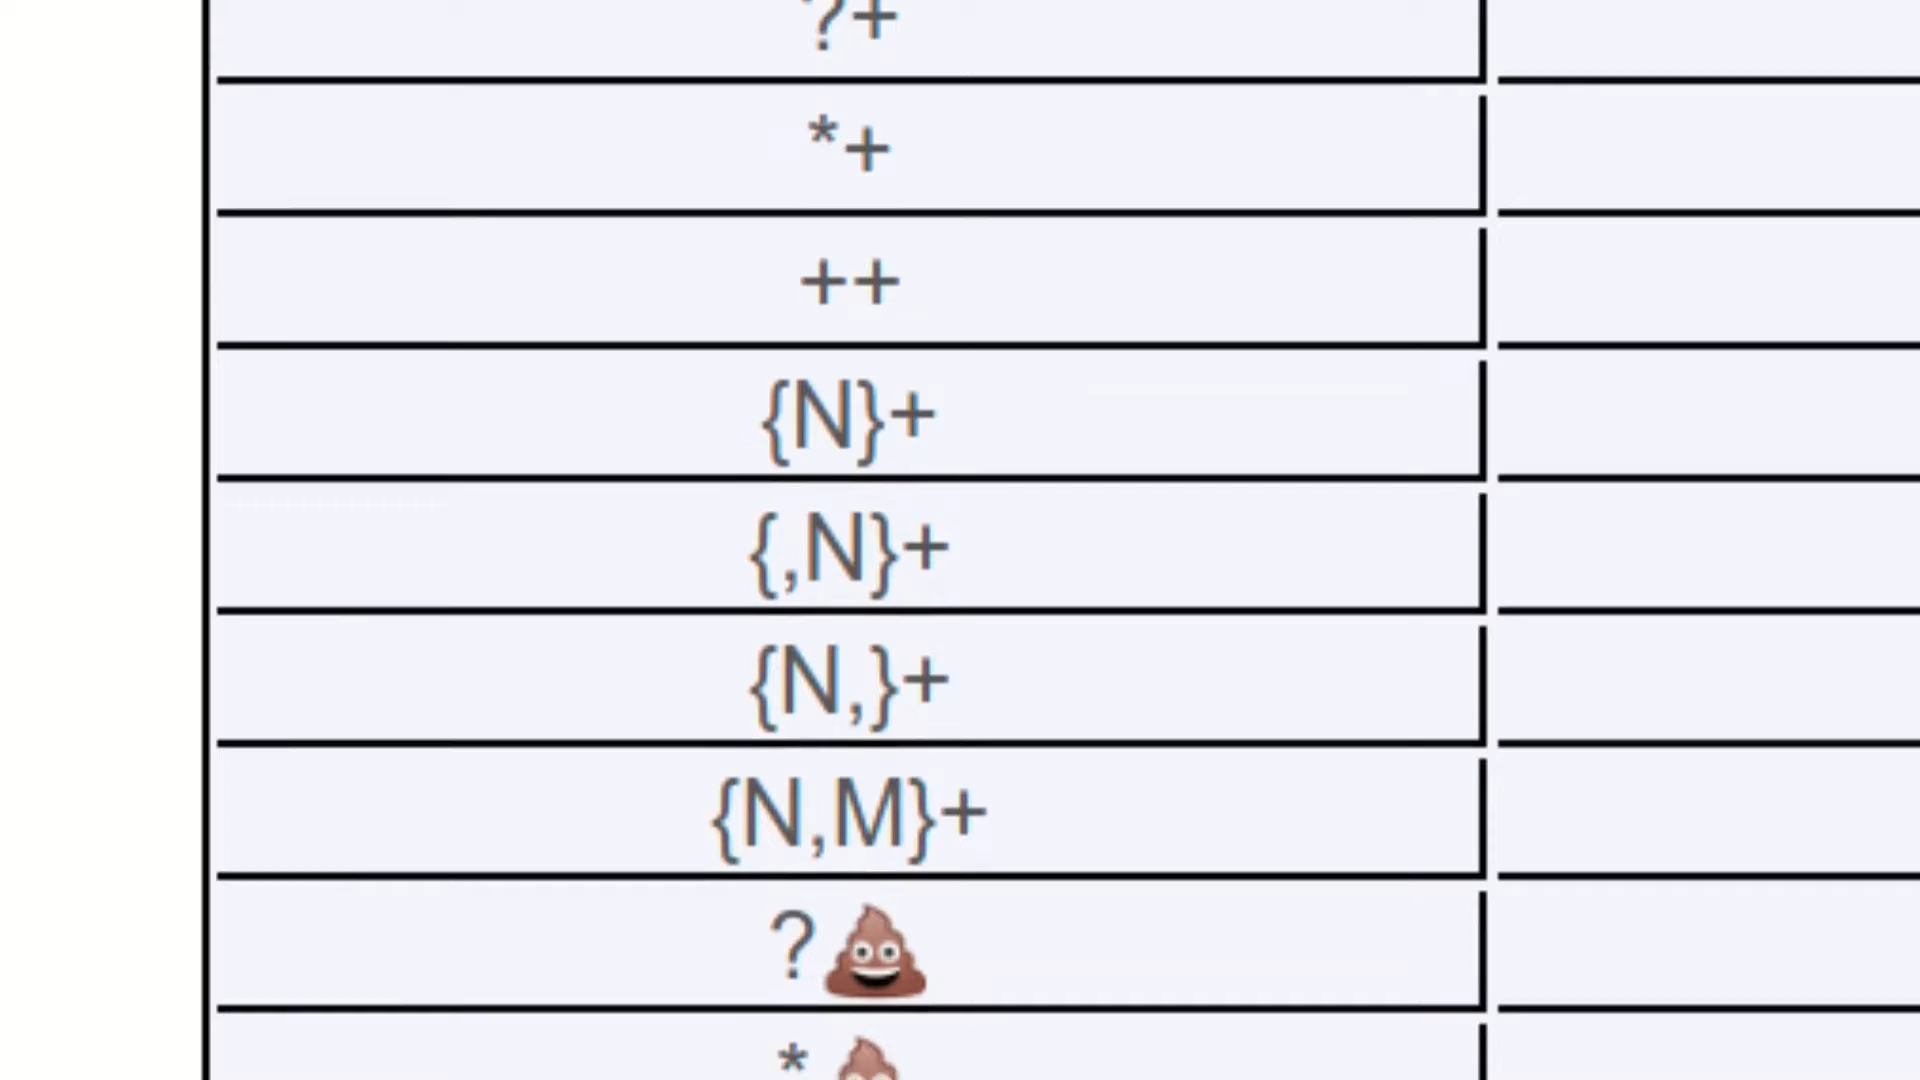 ?+
*+
++
{N}+
{,N}+
{N,}+
{N,M}+
?💩
*💩